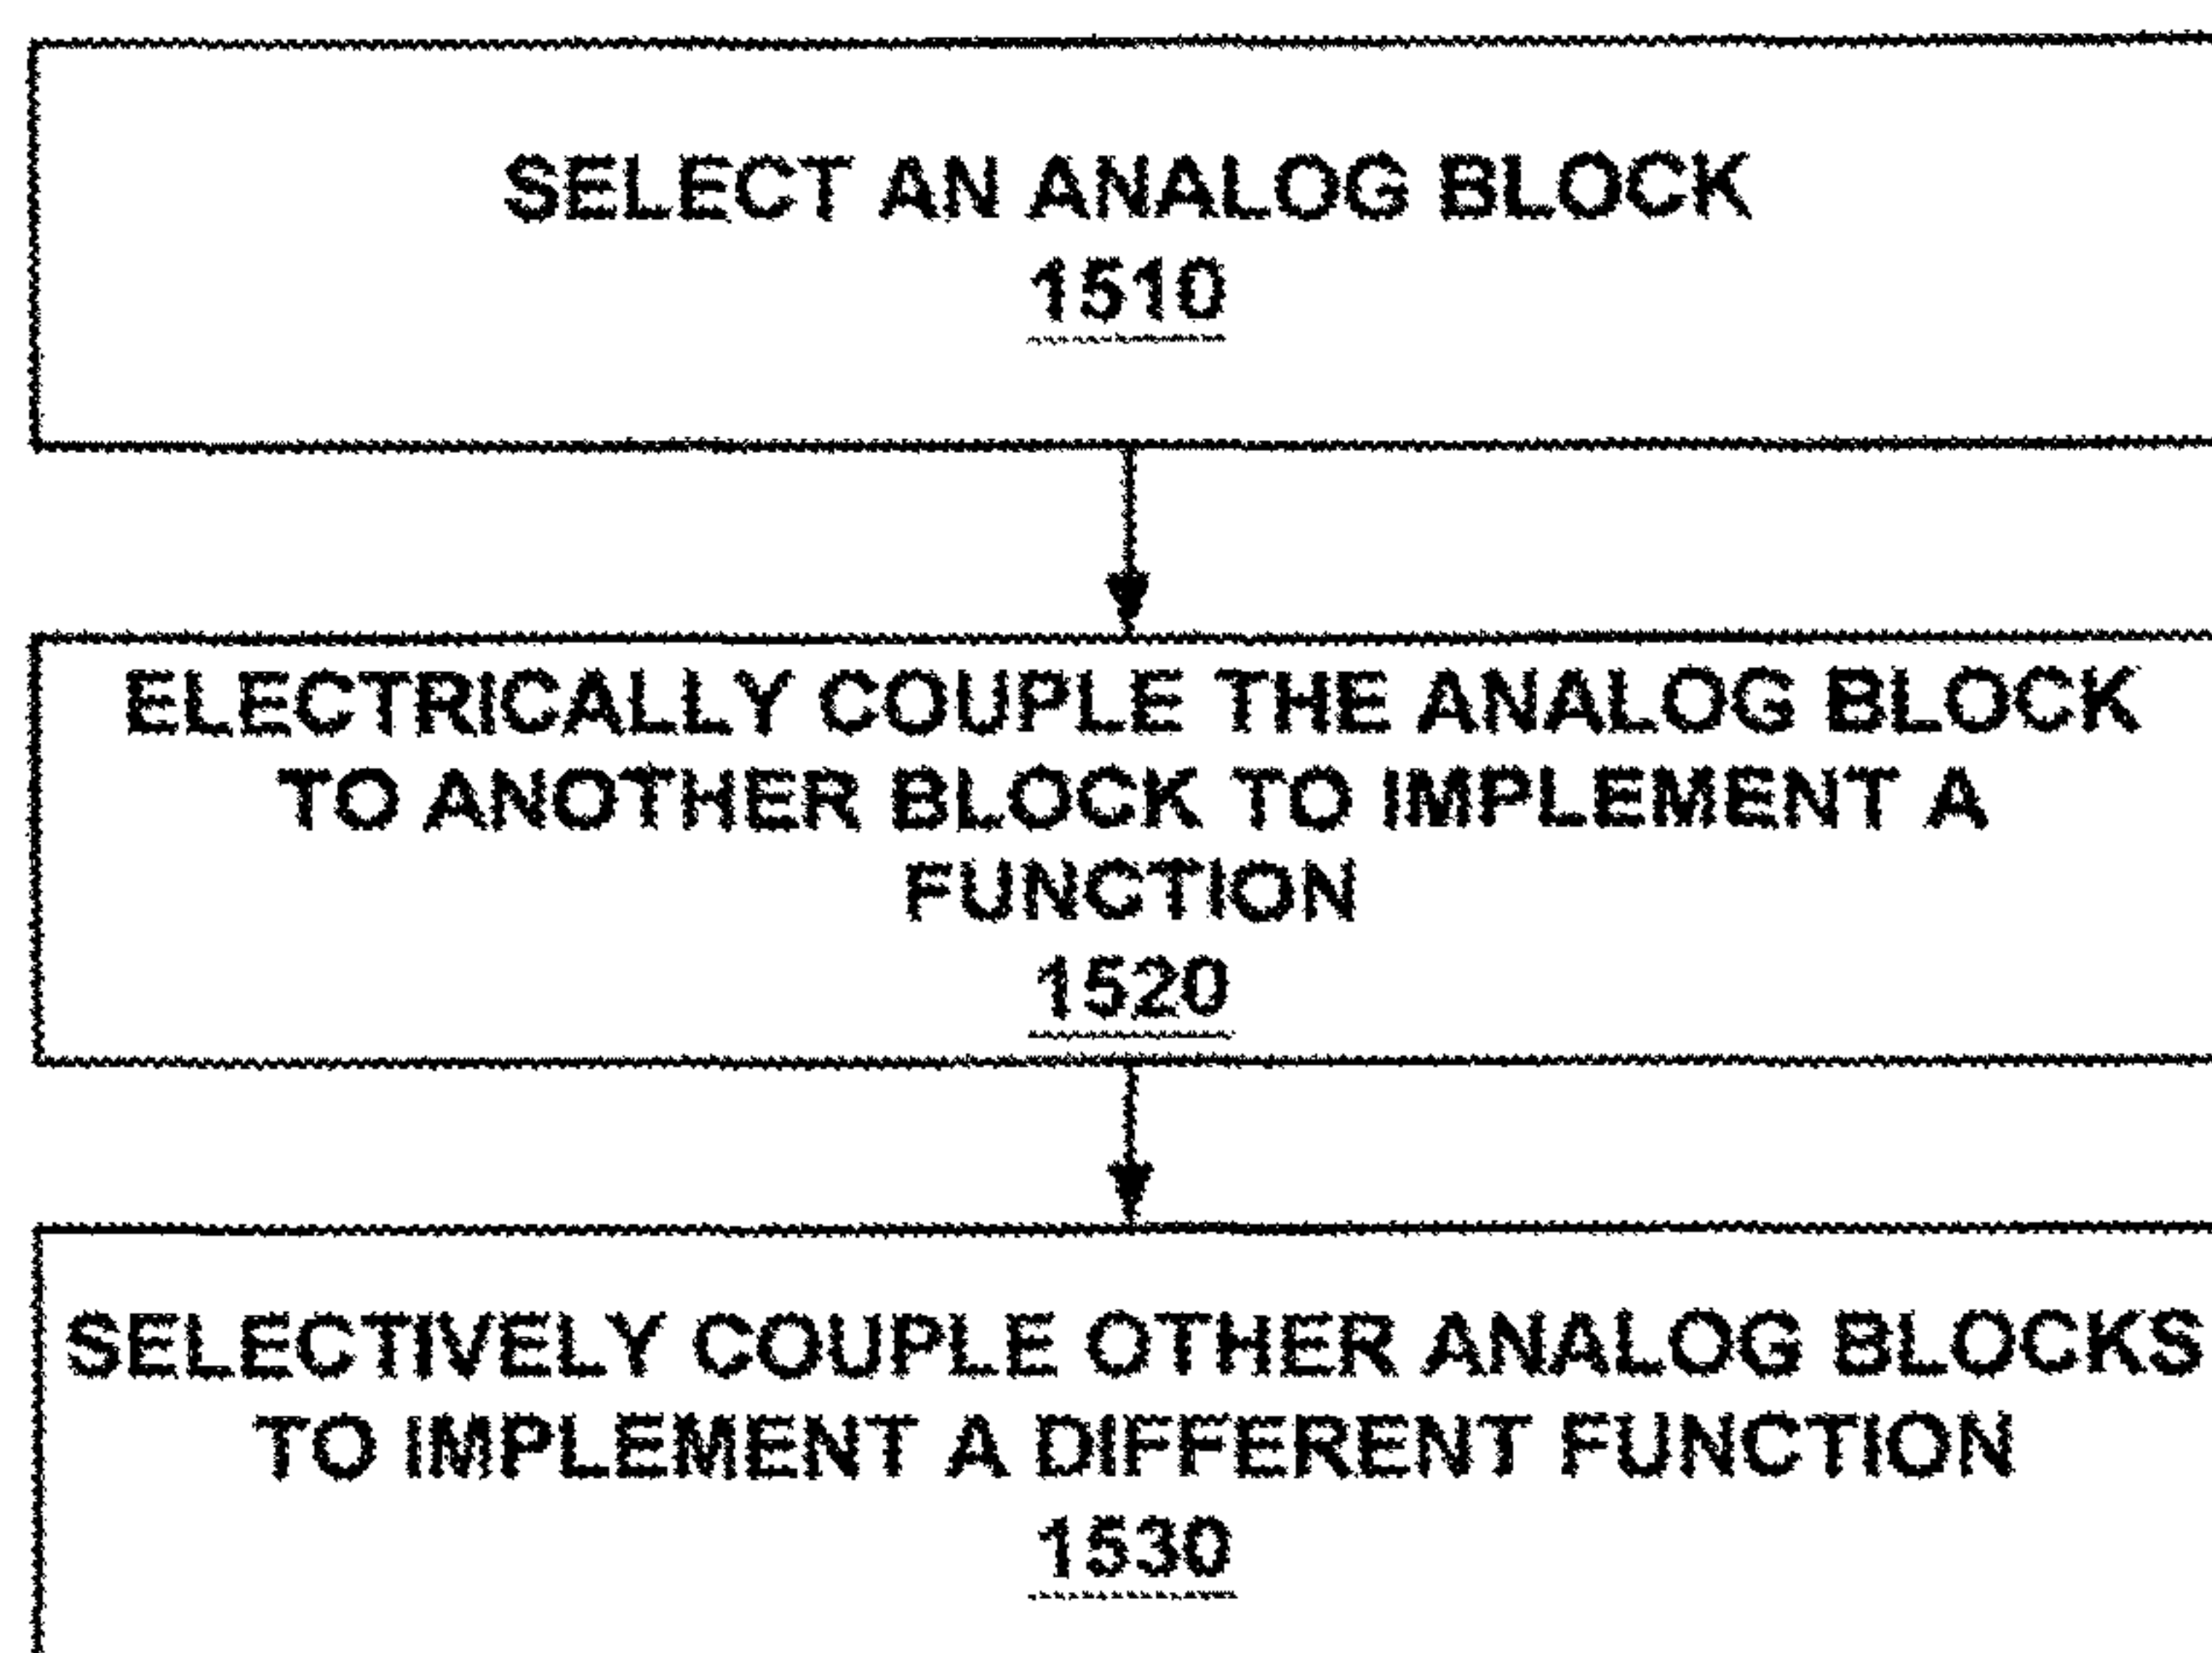 SELECT AN ANALOG BLOCK
1510
ELECTRICALLY COUPLE THE ANALOG BLOCK
TO ANOTHER BLOCK TO IMPLEMENT A
FUNCTION
1520
SELECTIVELY COUPLE OTHER ANALOG BLOCKS
TO IMPLEMENT A DIFFERENT FUNCTION
1530